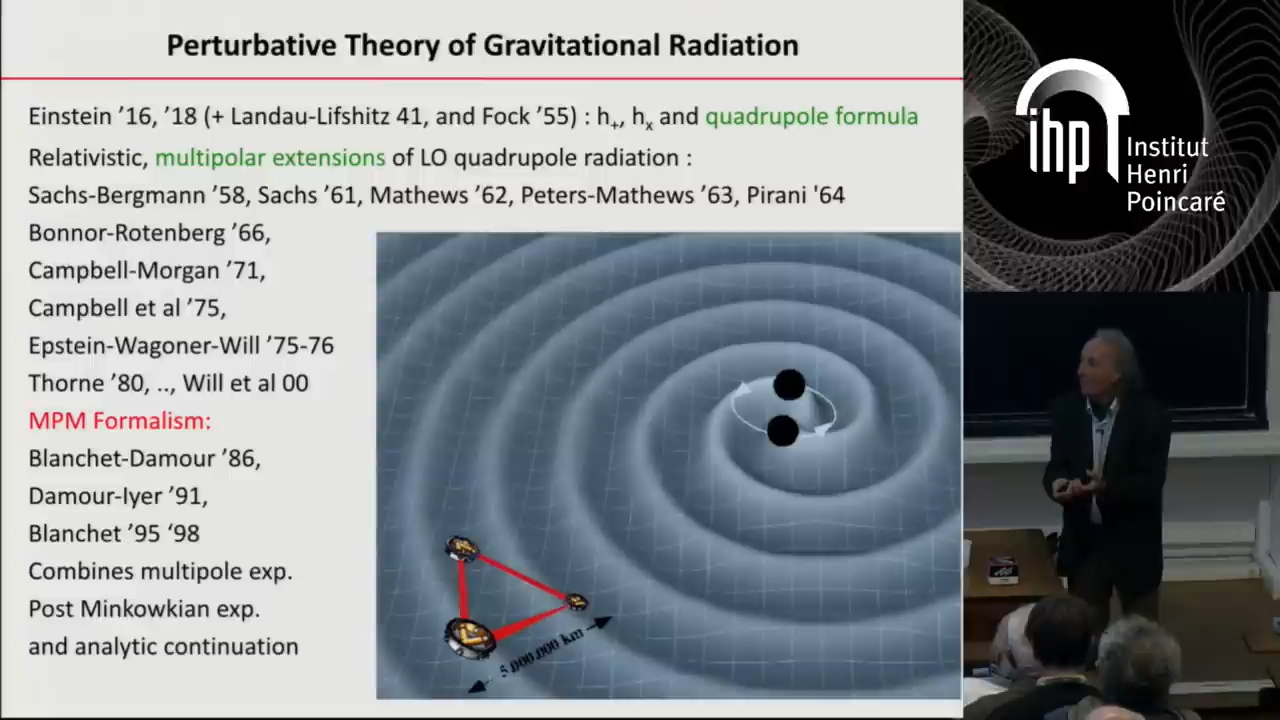 Perturbative Theory of Gravitational Radiation
Einstein ’16, ’18 (+ Landau-Lifshitz 41, and Fock ’55) : h+, hx and quadrupole formula
Relativistic, multipolar extensions of LO quadrupole radiation :
Sachs-Bergmann ’58, Sachs ’61, Mathews ’62, Peters-Mathews ’63, Pirani '64
Bonnor-Rotenberg ’66,
Campbell-Morgan ’71,
Campbell et al ’75,
Epstein-Wagoner-Will ’75-76
Thorne ’80, .., Will et al 00
MPM Formalism:
Blanchet-Damour ’86,
Damour-Iyer ’91,
Blanchet ’95 ‘98
Combines multipole exp.
Post Minkowkian exp.
and analytic continuation
5 000.000 km
ihp
Institut
Henri
Poincaré